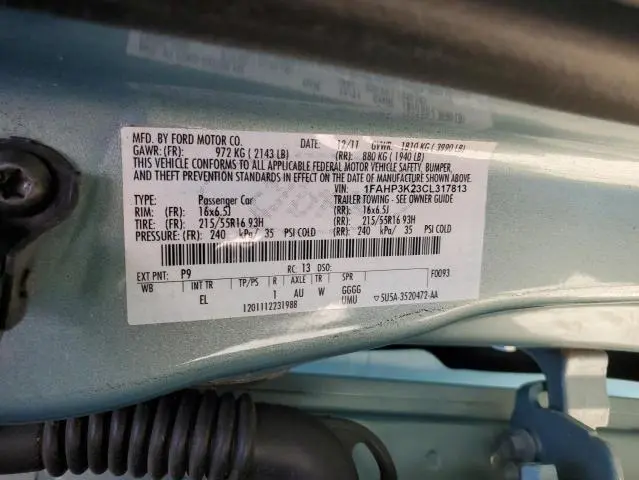 MFD. BY FORD MOTOR CO. DATE: 12/11 GVWR: 1810 KG / 3990 LB
GAWR: (FR): 972 KG ( 2143 LB) (RR): 880 KG ( 1940 LB)
THIS VEHICLE CONFORMS TO ALL APPLICABLE FEDERAL MOTOR VEHICLE SAFETY, BUMPER,
AND THEFT PREVENTION STANDARDS IN EFFECT ON THE DATE OF MANUFACTURE SHOWN ABOVE.
VIN: 1FAHP3K23CL317813
TYPE: Passenger Car TRAILER TOWING - SEE OWNER GUIDE
RIM: (FR): 16x6.5J (RR): 16x6.5J
TIRE: (FR): 215/55R16 93H (RR): 215/55R16 93H
PRESSURE: (FR): 240 kPa/ 35 PSI COLD (RR): 240 kPa/ 35 PSI COLD
EXT PNT: P9 RC: 13 DSO: F0093
WB INT TR TP/PS R AXLE TR SPR
EL 1 AU W GGGG
1201112231988 UMU 5U5A-3520472-AA